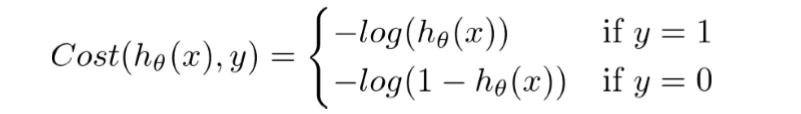 Cost(hθ(x), y) = { −log(hθ(x)) if y = 1
−log(1 − hθ(x)) if y = 0